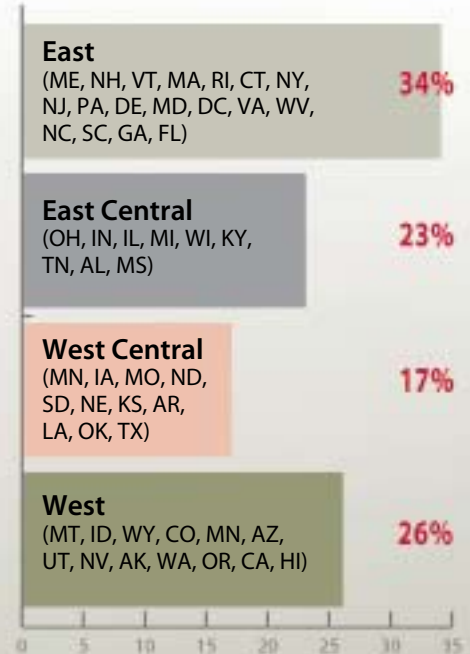 East
(ME, NH, VT, MA, RI, CT, NY,
NJ, PA, DE, MD, DC, VA, WV,
NC, SC, GA, FL)
34%
East Central
(OH, IN, IL, MI, WI, KY,
TN, AL, MS)
23%
West Central
(MN, IA, MO, ND,
SD, NE, KS, AR,
LA, OK, TX)
17%
West
(MT, ID, WY, CO, MN, AZ,
UT, NV, AK, WA, OR, CA, HI)
26%
0 5 10 15 20 25 30 35